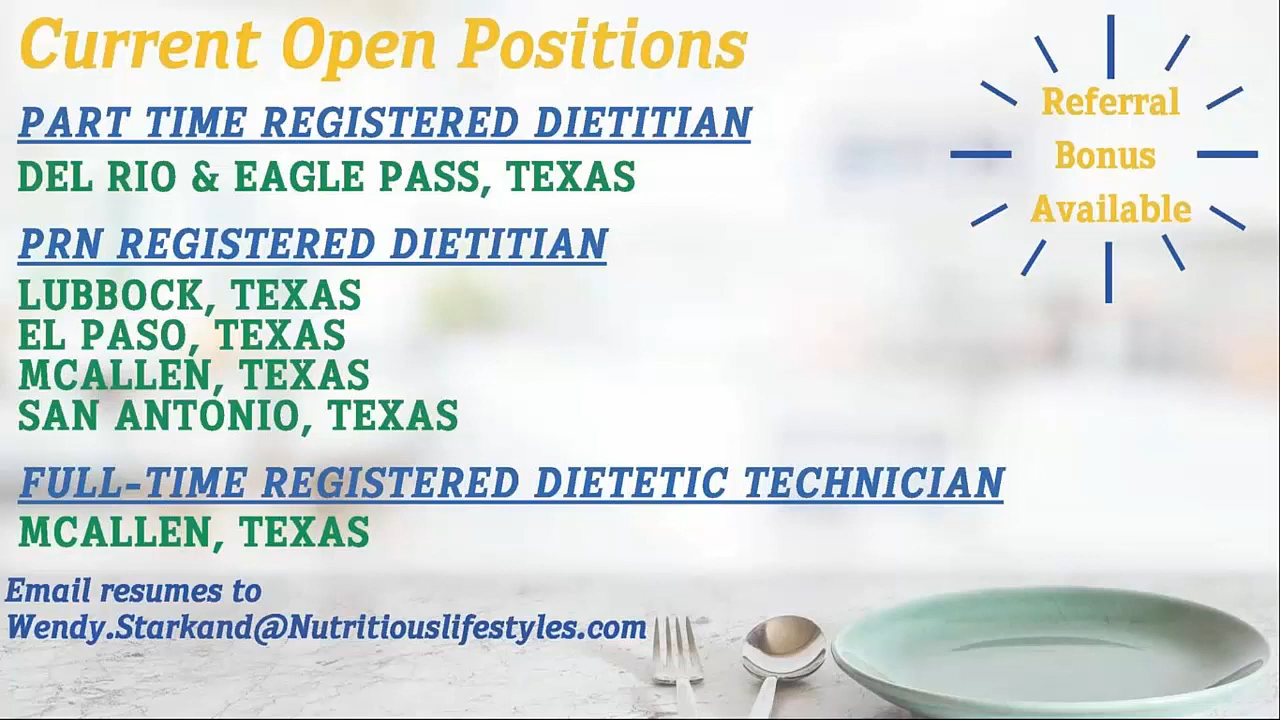 Current Open Positions
PART TIME REGISTERED DIETITIAN
DEL RIO & EAGLE PASS, TEXAS
PRN REGISTERED DIETITIAN
LUBBOCK, TEXAS
EL PASO, TEXAS
MCALLEN, TEXAS
SAN ANTONIO, TEXAS
FULL-TIME REGISTERED DIETETIC TECHNICIAN
MCALLEN, TEXAS
Email resumes to
Wendy.Starkand@Nutritiouslifestyles.com
Referral
Bonus
Available